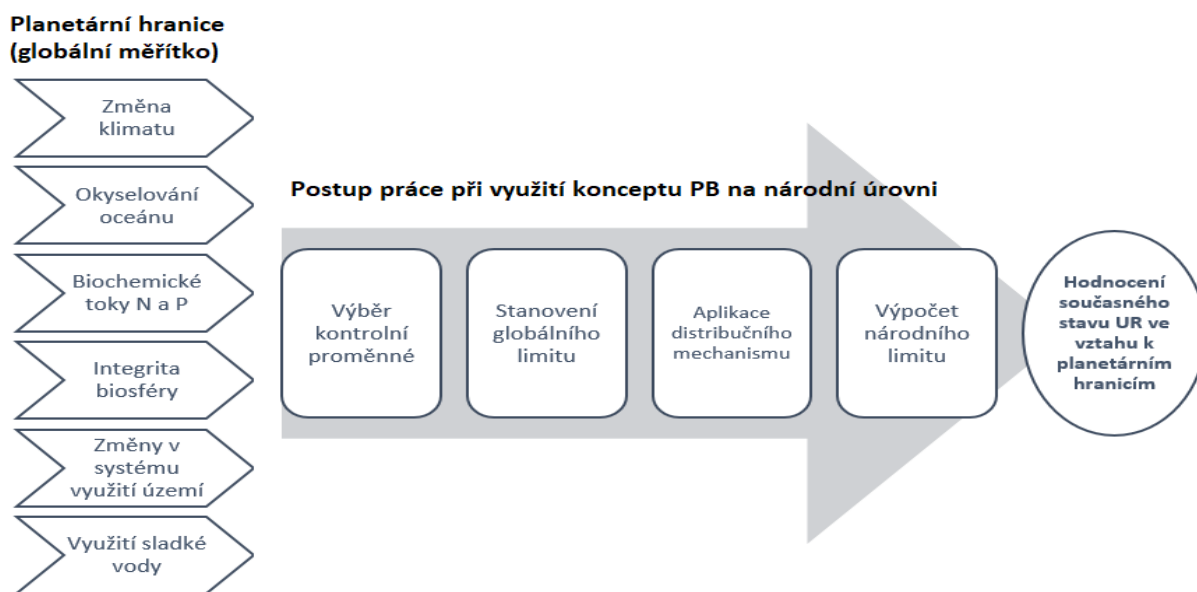 Planetární hranice
(globální měřítko)
Změna
klimatu
Okyselování
oceánu
Biochemické
toky N a P
Integrita
biosféry
Změny v
systému
využití území
Využití sladké
vody
Postup práce při využití konceptu PB na národní úrovni
Výběr
kontrolní
proměnné
Stanovení
globálního
limitu
Aplikace
distribučního
mechanismu
Výpočet
národního
limitu
Hodnocení
současného
stavu UR ve
vztahu k
planetárním
hranicím